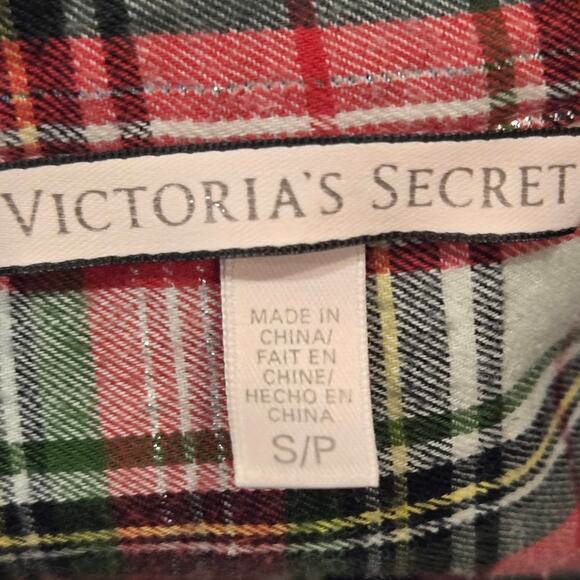 VICTORIA'S SECRET
MADE IN
CHINA/
FAIT EN
CHINE/
HECHO EN
CHINA
S/P